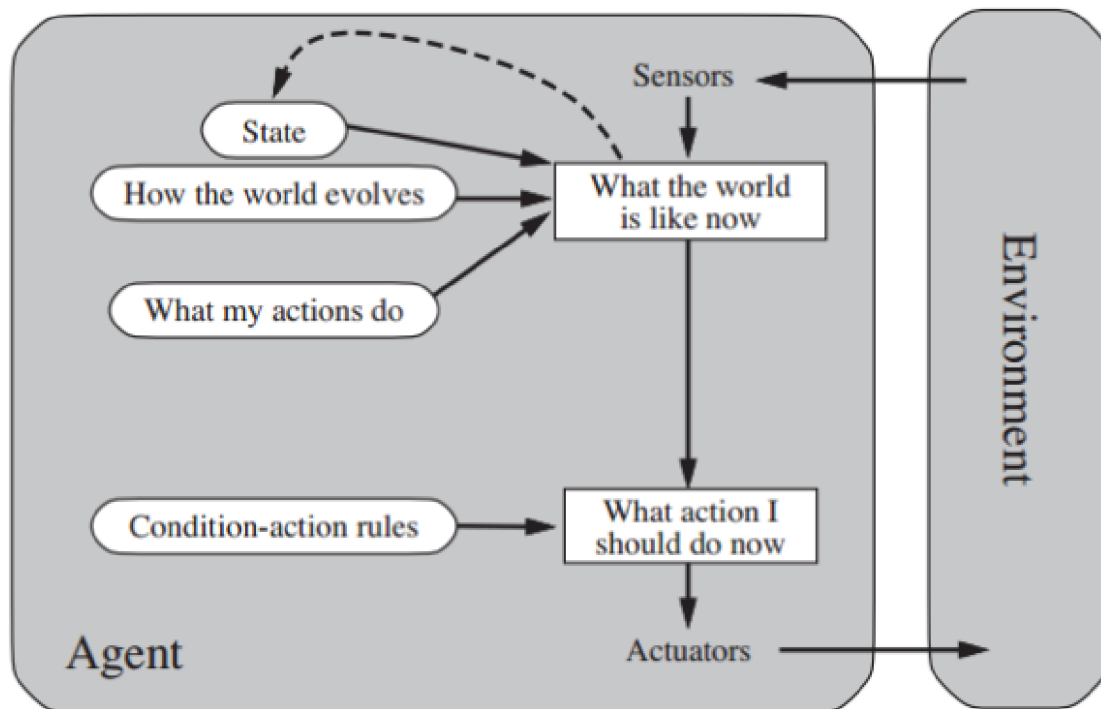 Sensors
State
How the world evolves
What my actions do
What the world
is like now
Condition-action rules
What action I
should do now
Agent
Actuators
Environment